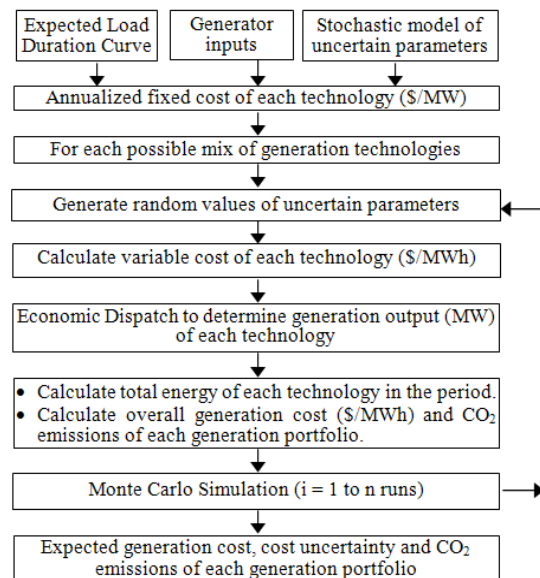 Expected Load
Duration Curve
Generator
inputs
Stochastic model of
uncertain parameters
Annualized fixed cost of each technology ($/MW)
For each possible mix of generation technologies
Generate random values of uncertain parameters
Calculate variable cost of each technology ($/MWh)
Economic Dispatch to determine generation output (MW)
of each technology
• Calculate total energy of each technology in the period.
• Calculate overall generation cost ($/MWh) and CO₂
emissions of each generation portfolio.
Monte Carlo Simulation (i = 1 to n runs)
Expected generation cost, cost uncertainty and CO₂
emissions of each generation portfolio